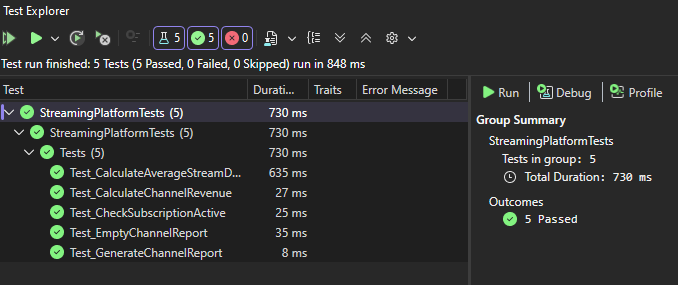 Test Explorer
5 5 0
Test run finished: 5 Tests (5 Passed, 0 Failed, 0 Skipped) run in 848 ms
Test Duratio... Traits Error Message
StreamingPlatformTests (5) 730 ms
StreamingPlatformTests (5) 730 ms
Tests (5) 730 ms
Test_CalculateAverageStreamD... 635 ms
Test_CalculateChannelRevenue 27 ms
Test_CheckSubscriptionActive 25 ms
Test_EmptyChannelReport 35 ms
Test_GenerateChannelReport 8 ms
Run Debug Profile
Group Summary
StreamingPlatformTests
Tests in group: 5
Total Duration: 730 ms
Outcomes
5 Passed